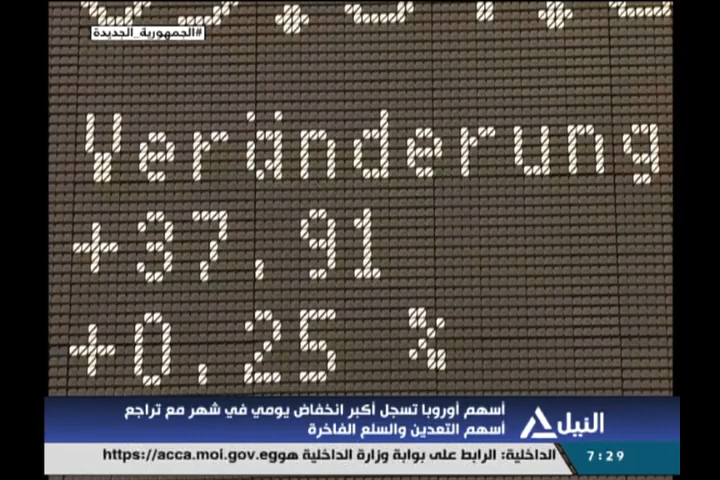 #الجمهورية_الجديدة
Veränderung
+37.91
+0.25 %
أسهم أوروبا تسجل أكبر انخفاض يومي في شهر مع تراجع
أسهم التعدين والسلع الفاخرة
النيل
الداخلية: الرابط على بوابة وزارة الداخلية هوhttps://acca.moi.gov.eg
7:29